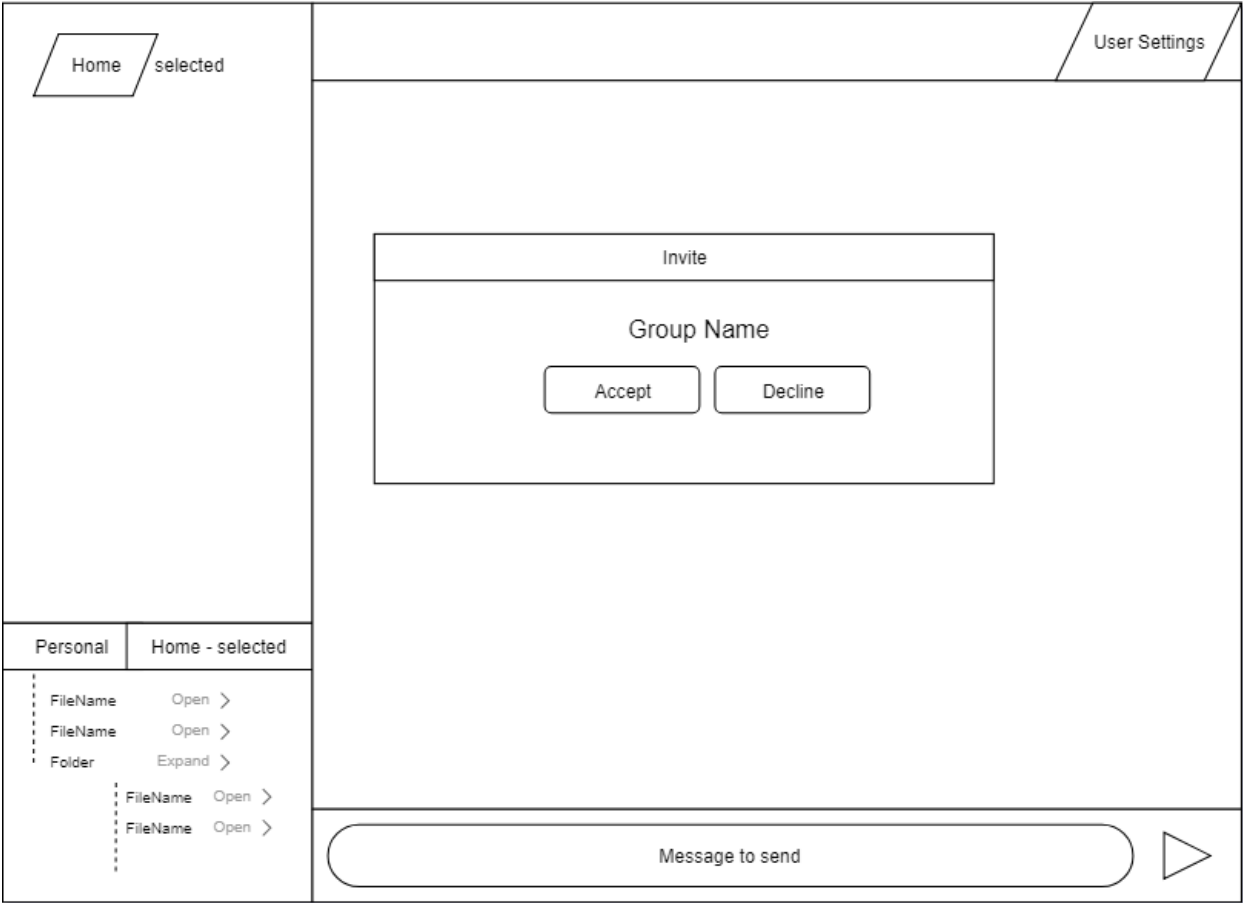 Home selected
User Settings
Invite
Group Name
Accept Decline
Personal Home - selected
FileName Open
FileName Open
Folder Expand
FileName Open
FileName Open
Message to send